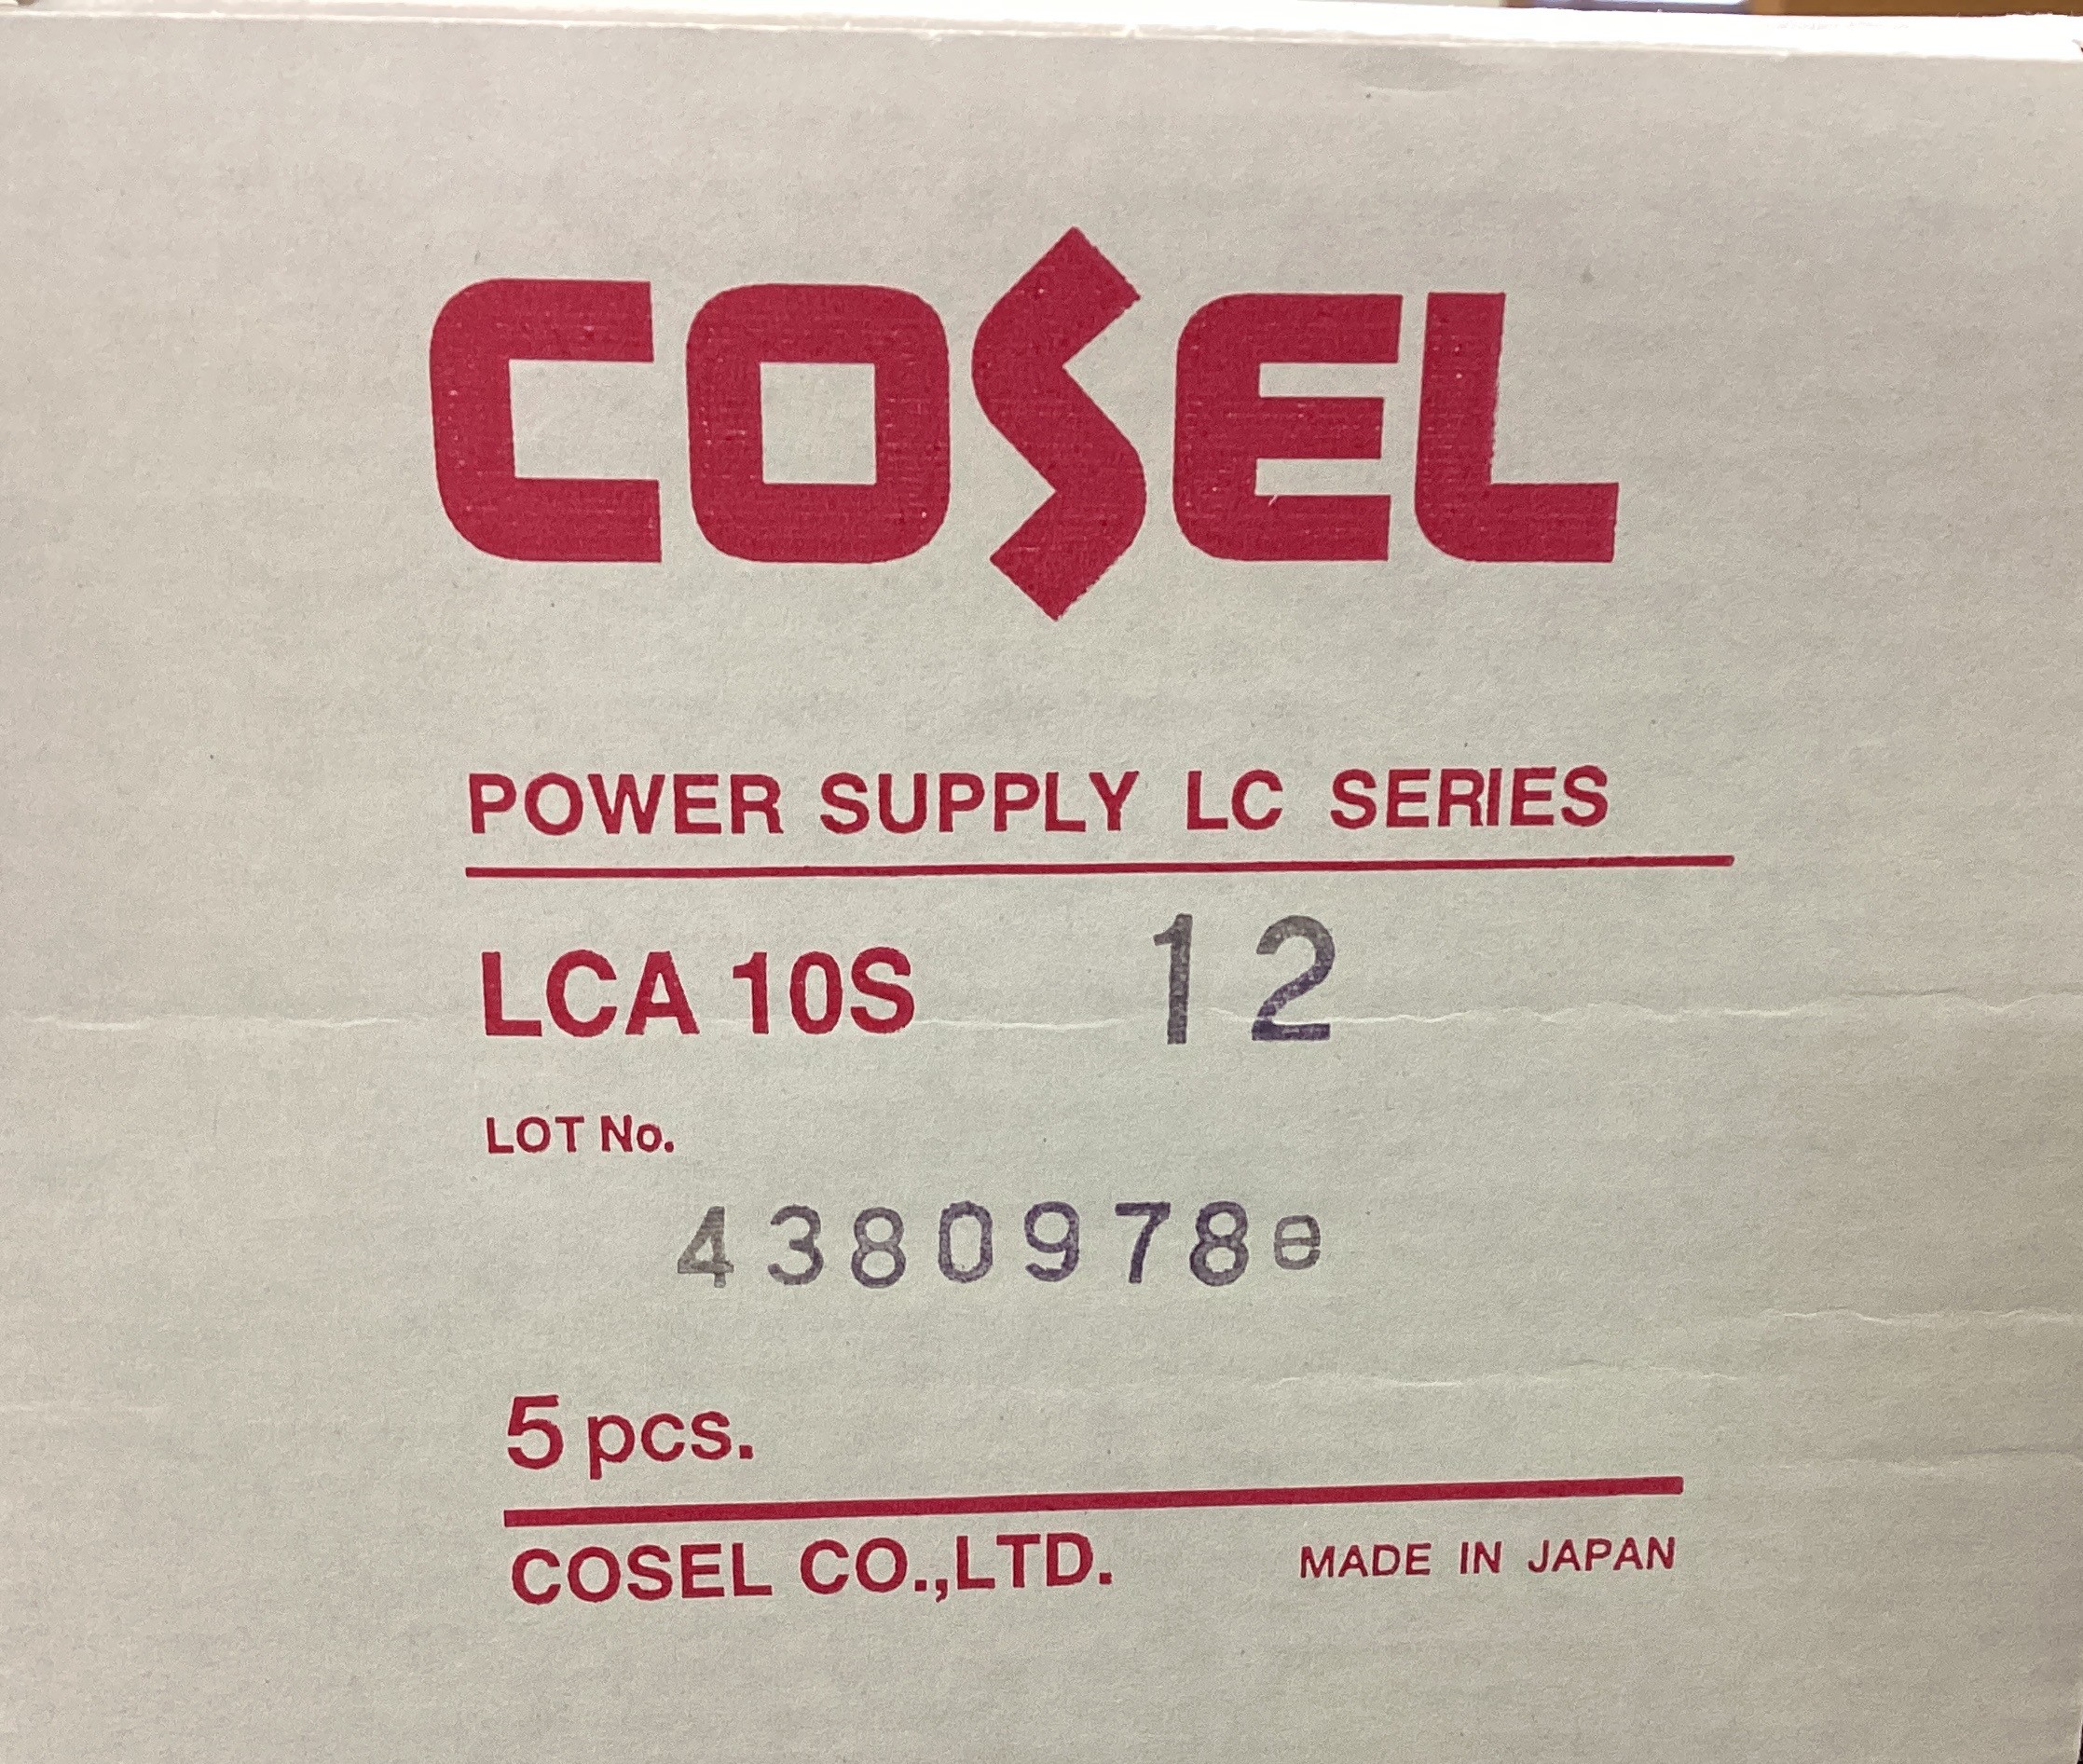 COSEL
POWER SUPPLY LC SERIES
LCA 10S 12
LOT No.
4380978e
5 pcs.
COSEL CO.,LTD. MADE IN JAPAN